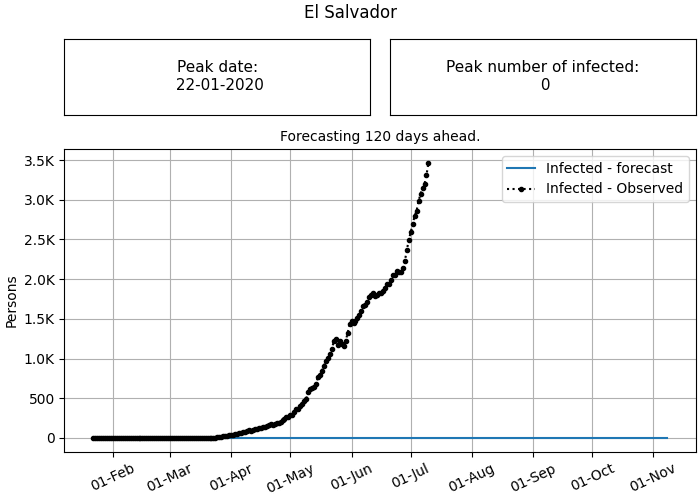 El Salvador
Peak date:
22-01-2020
Peak number of infected:
0
Forecasting 120 days ahead.
Infected - forecast
Infected - Observed
Persons
3.5K
3.0K
2.5K
2.0K
1.5K
1.0K
500
0
01-Feb
01-Mar
01-Apr
01-May
01-Jun
01-Jul
01-Aug
01-Sep
01-Oct
01-Nov